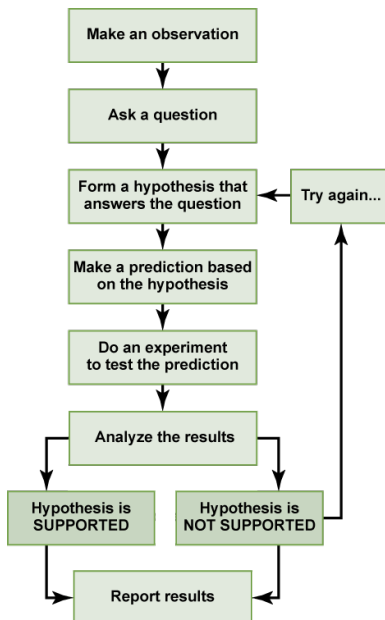 Make an observation
Ask a question
Form a hypothesis that
answers the question
Try again...
Make a prediction based
on the hypothesis
Do an experiment
to test the prediction
Analyze the results
Hypothesis is
SUPPORTED
Hypothesis is
NOT SUPPORTED
Report results